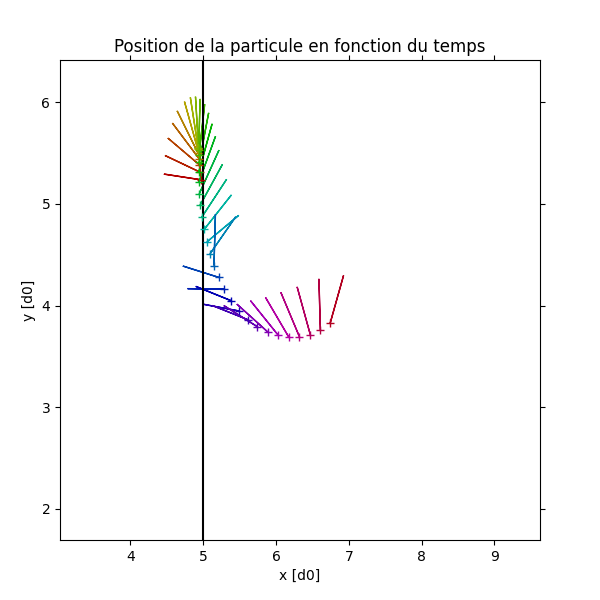 Position de la particule en fonction du temps
6
5
4
3
2
y [d0]
4 5 6 7 8 9
x [d0]